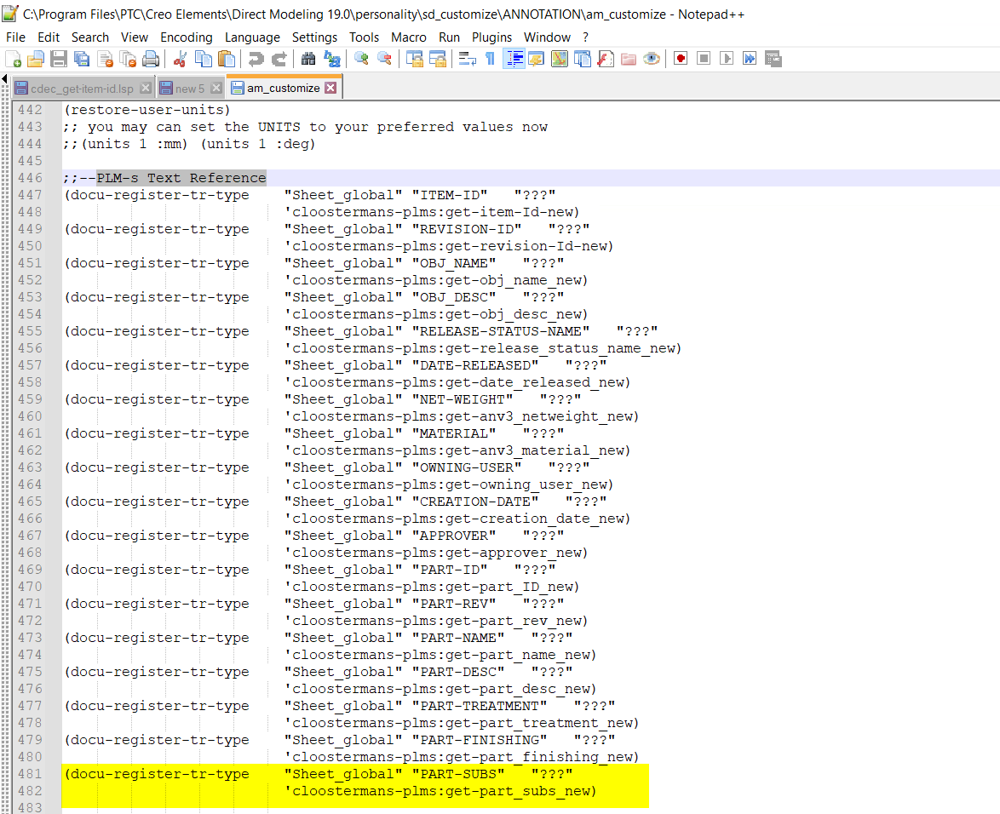 C:\Program Files\PTC\Creo Elements\Direct Modeling 19.0\personality\sd_customize\ANNOTATION\am_customize - Notepad++
File Edit Search View Encoding Language Settings Tools Macro Run Plugins Window ?
cdec_get-item-id.lsp new 5 am_customize
442 (restore-user-units)
443 ;; you may can set the UNITS to your preferred values now
444 ;;(units 1 :mm) (units 1 :deg)
445
446 ;;--PLM-s Text Reference
447 (docu-register-tr-type "Sheet_global" "ITEM-ID" "???"
448 'cloostermans-plms:get-item-Id-new)
449 (docu-register-tr-type "Sheet_global" "REVISION-ID" "???"
450 'cloostermans-plms:get-revision-Id-new)
451 (docu-register-tr-type "Sheet_global" "OBJ_NAME" "???"
452 'cloostermans-plms:get-obj_name_new)
453 (docu-register-tr-type "Sheet_global" "OBJ_DESC" "???"
454 'cloostermans-plms:get-obj_desc_new)
455 (docu-register-tr-type "Sheet_global" "RELEASE-STATUS-NAME" "???"
456 'cloostermans-plms:get-release_status_name_new)
457 (docu-register-tr-type "Sheet_global" "DATE-RELEASED" "???"
458 'cloostermans-plms:get-date_released_new)
459 (docu-register-tr-type "Sheet_global" "NET-WEIGHT" "???"
460 'cloostermans-plms:get-anv3_netweight_new)
461 (docu-register-tr-type "Sheet_global" "MATERIAL" "???"
462 'cloostermans-plms:get-anv3_material_new)
463 (docu-register-tr-type "Sheet_global" "OWNING-USER" "???"
464 'cloostermans-plms:get-owning_user_new)
465 (docu-register-tr-type "Sheet_global" "CREATION-DATE" "???"
466 'cloostermans-plms:get-creation_date_new)
467 (docu-register-tr-type "Sheet_global" "APPROVER" "???"
468 'cloostermans-plms:get-approver_new)
469 (docu-register-tr-type "Sheet_global" "PART-ID" "???"
470 'cloostermans-plms:get-part_ID_new)
471 (docu-register-tr-type "Sheet_global" "PART-REV" "???"
472 'cloostermans-plms:get-part_rev_new)
473 (docu-register-tr-type "Sheet_global" "PART-NAME" "???"
474 'cloostermans-plms:get-part_name_new)
475 (docu-register-tr-type "Sheet_global" "PART-DESC" "???"
476 'cloostermans-plms:get-part_desc_new)
477 (docu-register-tr-type "Sheet_global" "PART-TREATMENT" "???"
478 'cloostermans-plms:get-part_treatment_new)
479 (docu-register-tr-type "Sheet_global" "PART-FINISHING" "???"
480 'cloostermans-plms:get-part_finishing_new)
481 (docu-register-tr-type "Sheet_global" "PART-SUBS" "???"
482 'cloostermans-plms:get-part_subs_new)
483